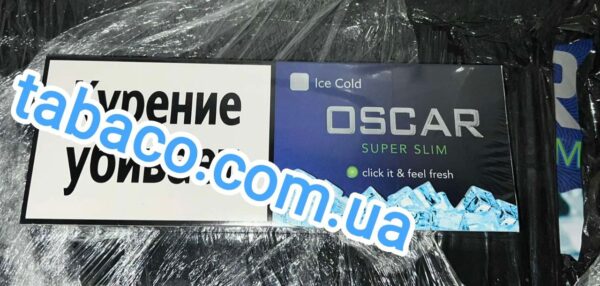 Курение
убивает
Ice Cold
OSCAR
SUPER SLIM
click it & feel fresh
tabaco.com.ua
R
M